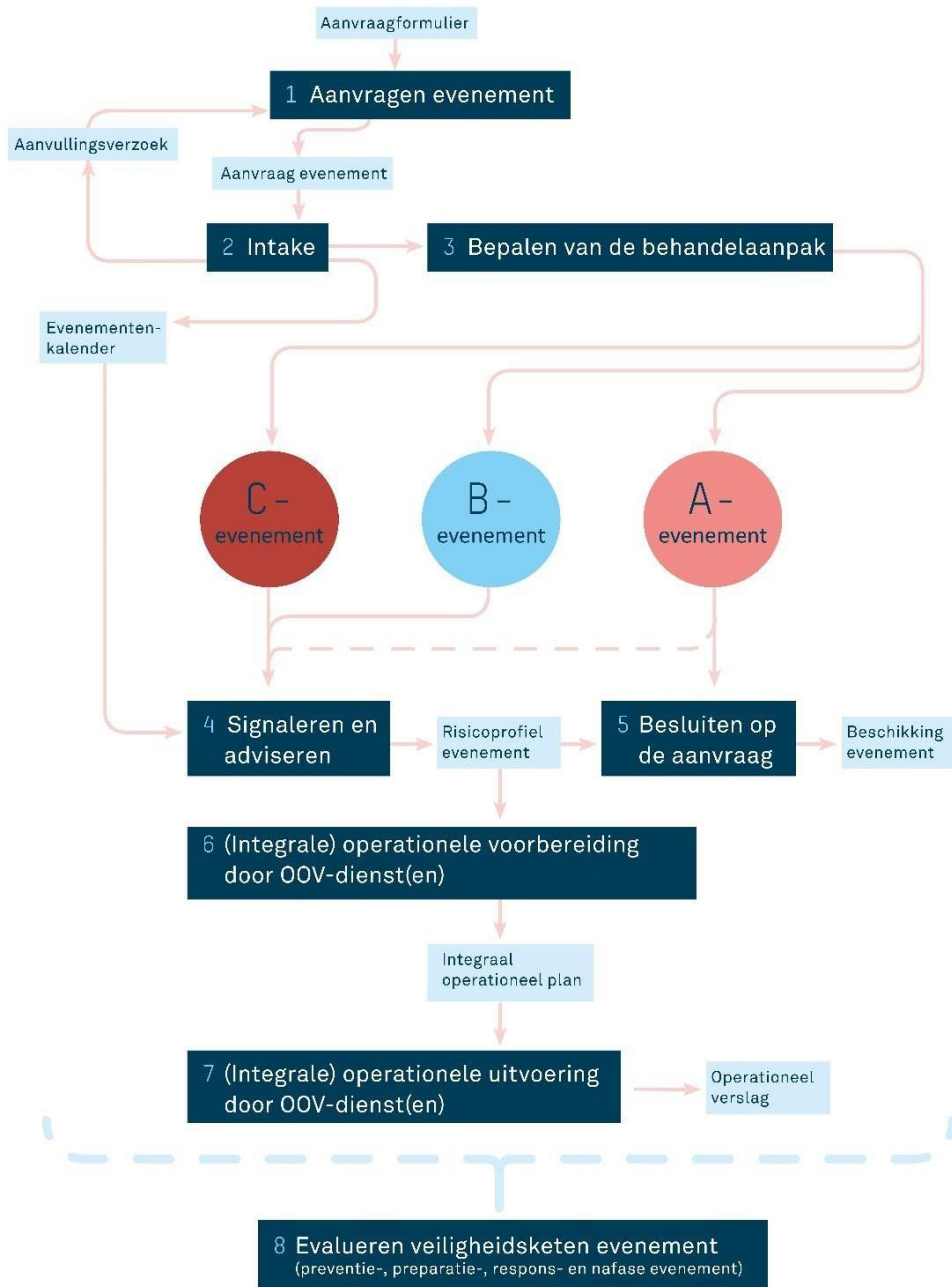 Aanvraagformulier
1 Aanvragen evenement
Aanvullingsverzoek
Aanvraag evenement
2 Intake
3 Bepalen van de behandelaanpak
Evenementen-
kalender
C-
evenement
B-
evenement
A-
evenement
4 Signaleren en
adviseren
Risicoprofiel
evenement
5 Besluiten op
de aanvraag
Beschikking
evenement
6 (Integrale) operationele voorbereiding
door OOV-dienst(en)
Integraal
operationeel plan
7 (Integrale) operationele uitvoering
door OOV-dienst(en)
Operationeel
verslag
8 Evalueren veiligheidsketen evenement
(preventie-, preparatie-, respons- en nafase evenement)